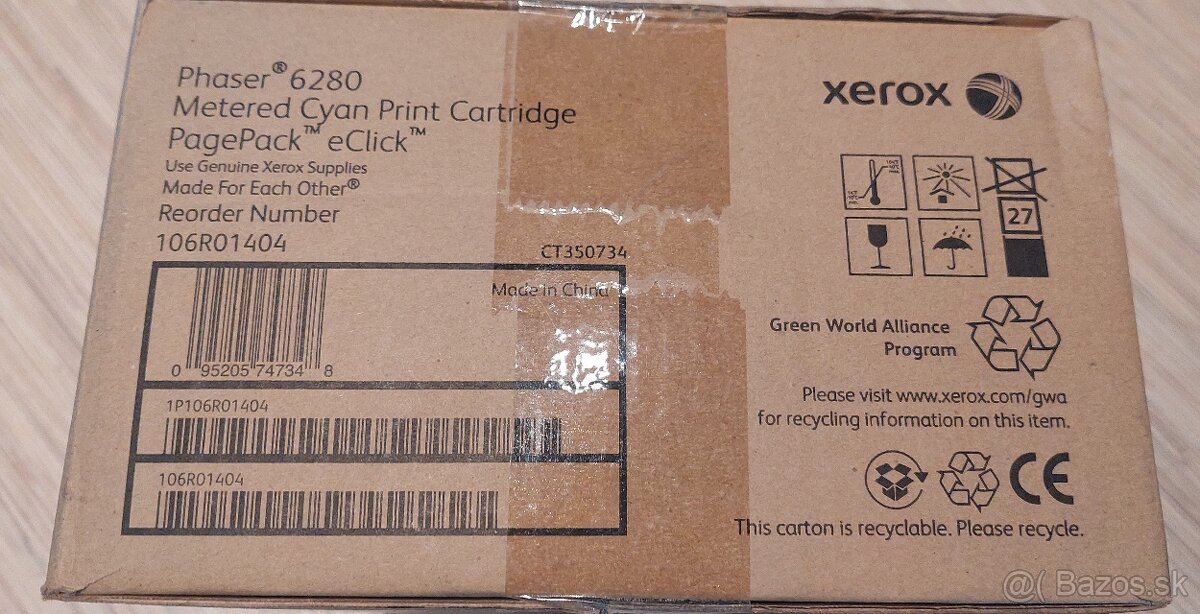 Phaser® 6280
Metered Cyan Print Cartridge
PagePack™ eClick™
Use Genuine Xerox Supplies
Made For Each Other®
Reorder Number
106R01404
CT350734
Made in China
0 95205 74734 8
1P106R01404
106R01404
xerox
27
Green World Alliance
Program
Please visit www.xerox.com/gwa
for recycling information on this item.
CE
This carton is recyclable. Please recycle.
@( Bazos.sk